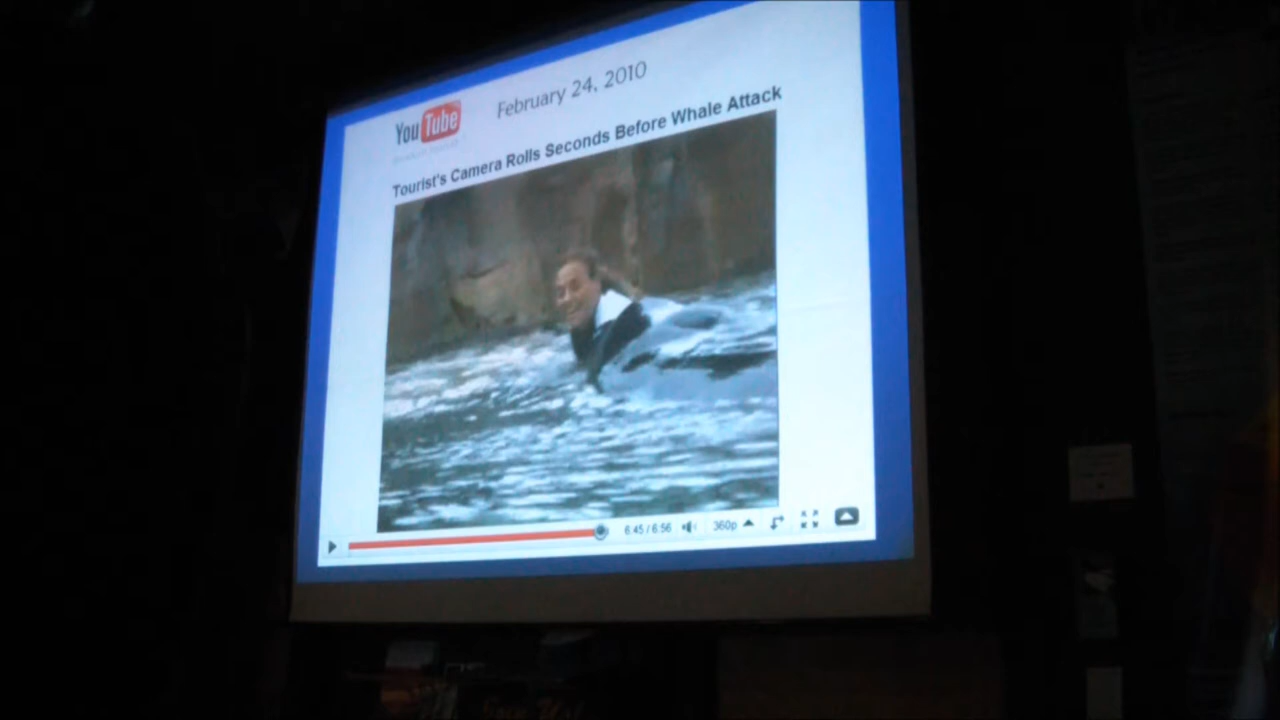 YouTube
February 24, 2010
Tourist's Camera Rolls Seconds Before Whale Attack
6:45 / 6:56
360p